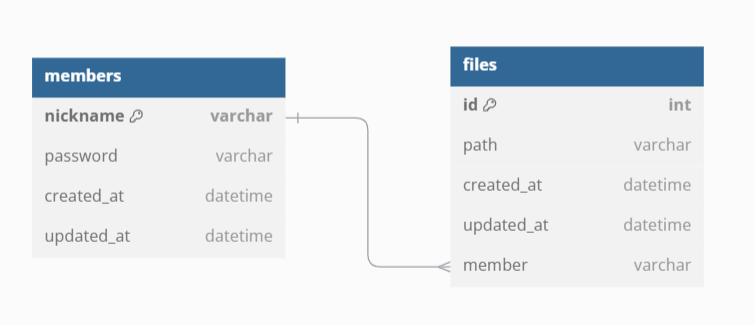 members
nickname varchar
password varchar
created_at datetime
updated_at datetime
files
id int
path varchar
created_at datetime
updated_at datetime
member varchar